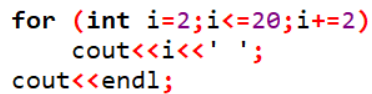 for (int i=2;i<=20;i+=2)
    cout<<i<<' ';
cout<<endl;